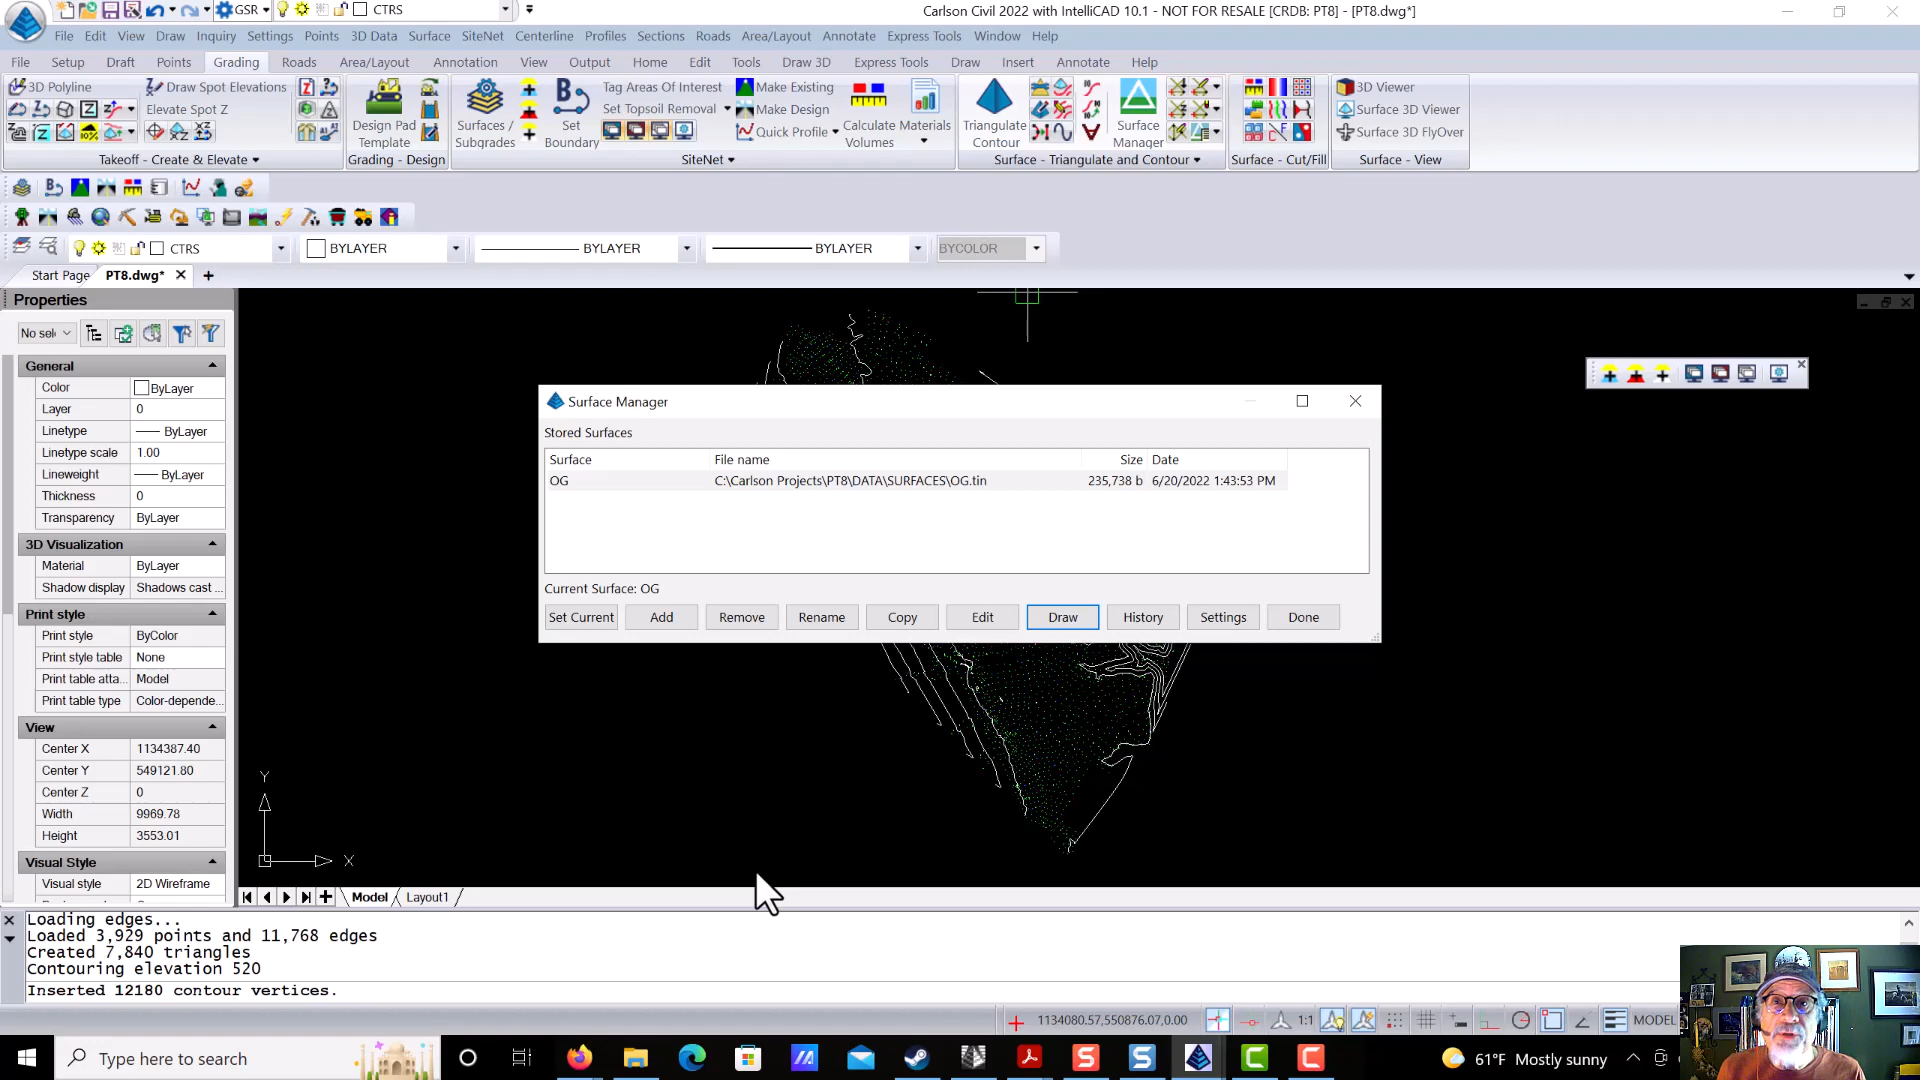 GSR
CTRS
Carlson Civil 2022 with IntelliCAD 10.1 - NOT FOR RESALE [CRDB: PT8] - [PT8.dwg*]
File Edit View Draw Inquiry Settings Points 3D Data Surface SiteNet Centerline Profiles Sections Roads Area/Layout Annotate Express Tools Window Help
File Setup Draft Points Grading Roads Area/Layout Annotation View Output Home Edit Tools Draw 3D Express Tools Draw Insert Annotate Help
3D Polyline
Draw Spot Elevations
Elevate Spot Z
Takeoff - Create & Elevate
Design Pad
Template
Grading - Design
Surfaces /
Subgrades
Set
Boundary
Tag Areas Of Interest
Set Topsoil Removal
Make Existing
Make Design
Quick Profile
Calculate
Volumes
Materials
SiteNet
Triangulate
Contour
Surface
Manager
Surface - Triangulate and Contour
Surface - Cut/Fill
3D Viewer
Surface 3D Viewer
Surface 3D FlyOver
Surface - View
CTRS
BYLAYER
BYLAYER
BYLAYER
BYCOLOR
Start Page
PT8.dwg*
Properties
No sel
General
Color ByLayer
Layer 0
Linetype ByLayer
Linetype scale 1.00
Lineweight ByLayer
Thickness 0
Transparency ByLayer
3D Visualization
Material ByLayer
Shadow display Shadows cast ...
Print style
Print style ByColor
Print style table None
Print table atta... Model
Print table type Color-depende...
View
Center X 1134387.40
Center Y 549121.80
Center Z 0
Width 9969.78
Height 3553.01
Visual Style
Visual style 2D Wireframe
Surface Manager
Stored Surfaces
Surface File name Size Date
OG C:\Carlson Projects\PT8\DATA\SURFACES\OG.tin 235,738 b 6/20/2022 1:43:53 PM
Current Surface: OG
Set Current Add Remove Rename Copy Edit Draw History Settings Done
Y
X
Model
Layout1
Loading edges...
Loaded 3,929 points and 11,768 edges
Created 7,840 triangles
Contouring elevation 520
Inserted 12180 contour vertices.
1134080.57,550876.07,0.00
1:1
MODEL
Type here to search
61°F Mostly sunny